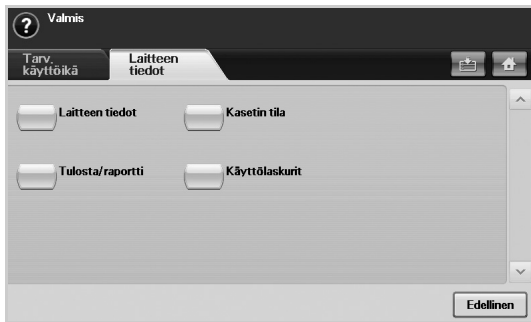 Valmis
Tarv.
käyttöikä
Laitteen
tiedot
Laitteen tiedot
Kasetin tila
Tulosta/raportti
Käyttölaskurit
Edellinen